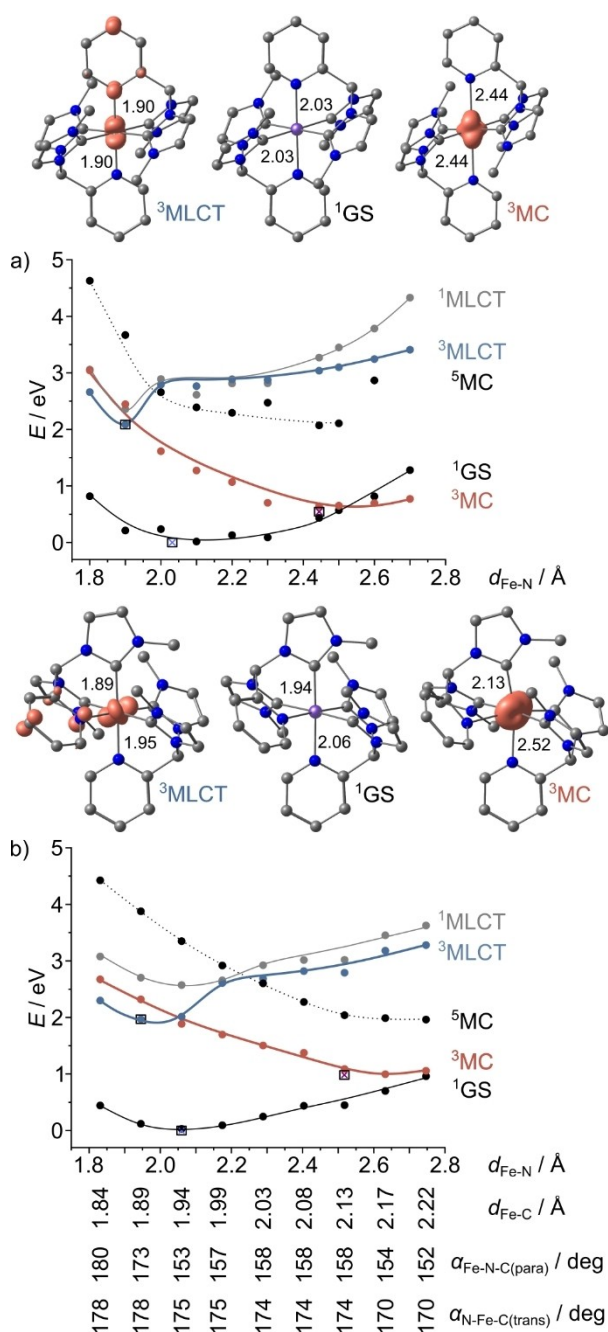 1.90
1.90
³MLCT
2.03
2.03
¹GS
2.44
2.44
³MC
a)
E / eV
5
4
3
2
1
0
¹MLCT
³MLCT
⁵MC
¹GS
³MC
1.8 2.0 2.2 2.4 2.6 2.8
d_Fe-N / Å
1.89
1.95
³MLCT
1.94
2.06
¹GS
2.13
2.52
³MC
b)
E / eV
5
4
3
2
1
0
¹MLCT
³MLCT
⁵MC
³MC
¹GS
1.8 2.0 2.2 2.4 2.6 2.8
d_Fe-N / Å
1.84 1.89 1.94 1.99 2.03 2.08 2.13 2.17 2.22 d_Fe-C / Å
180 173 153 157 158 158 158 154 152 α_Fe-N-C(para) / deg
178 178 175 175 174 174 174 170 170 α_N-Fe-C(trans) / deg